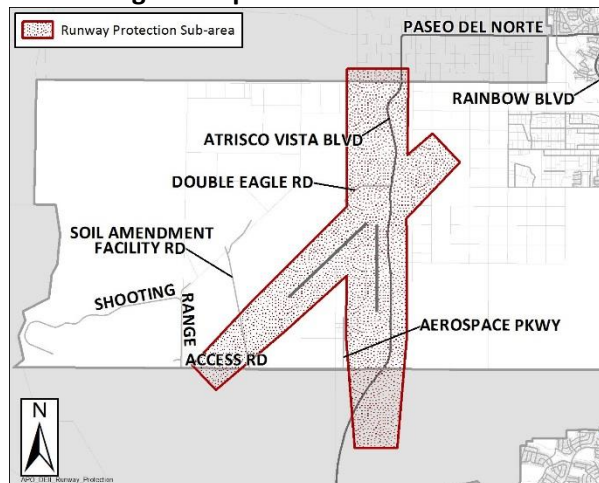 Runway Protection Sub-area
PASEO DEL NORTE
RAINBOW BLVD
ATRISCO VISTA BLVD
DOUBLE EAGLE RD
SOIL AMENDMENT
FACILITY RD
SHOOTING
RANGE
ACCESS RD
AEROSPACE PKWY
N
APO_DEII_Runway_Protection